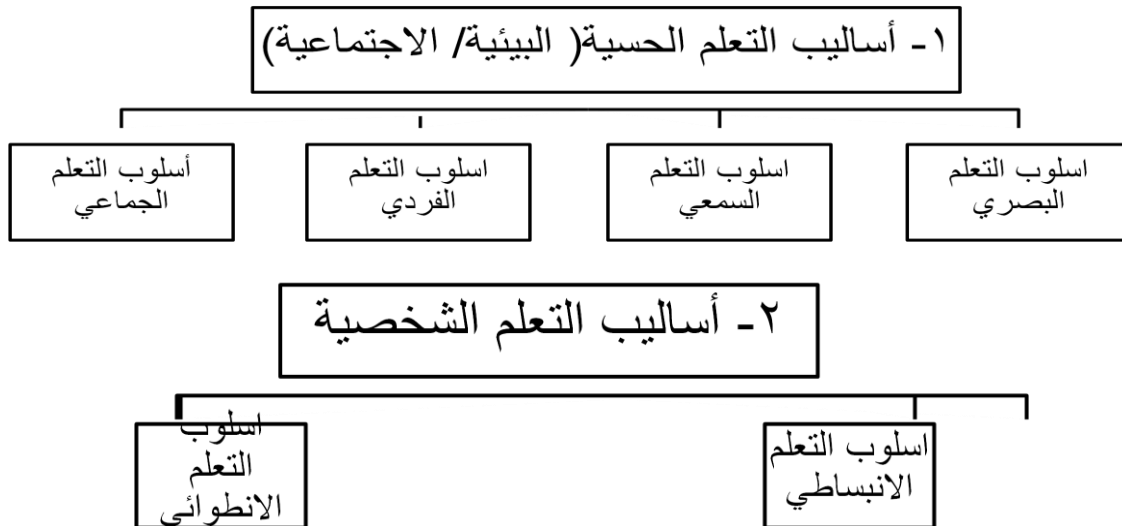 ١- أساليب التعلم الحسية( البيئية/ الاجتماعية)
اسلوب التعلم
البصري
اسلوب التعلم
السمعي
اسلوب التعلم
الفردي
أسلوب التعلم
الجماعي
٢- أساليب التعلم الشخصية
اسلوب التعلم
الانبساطي
اسلوب
التعلم
الانطوائي